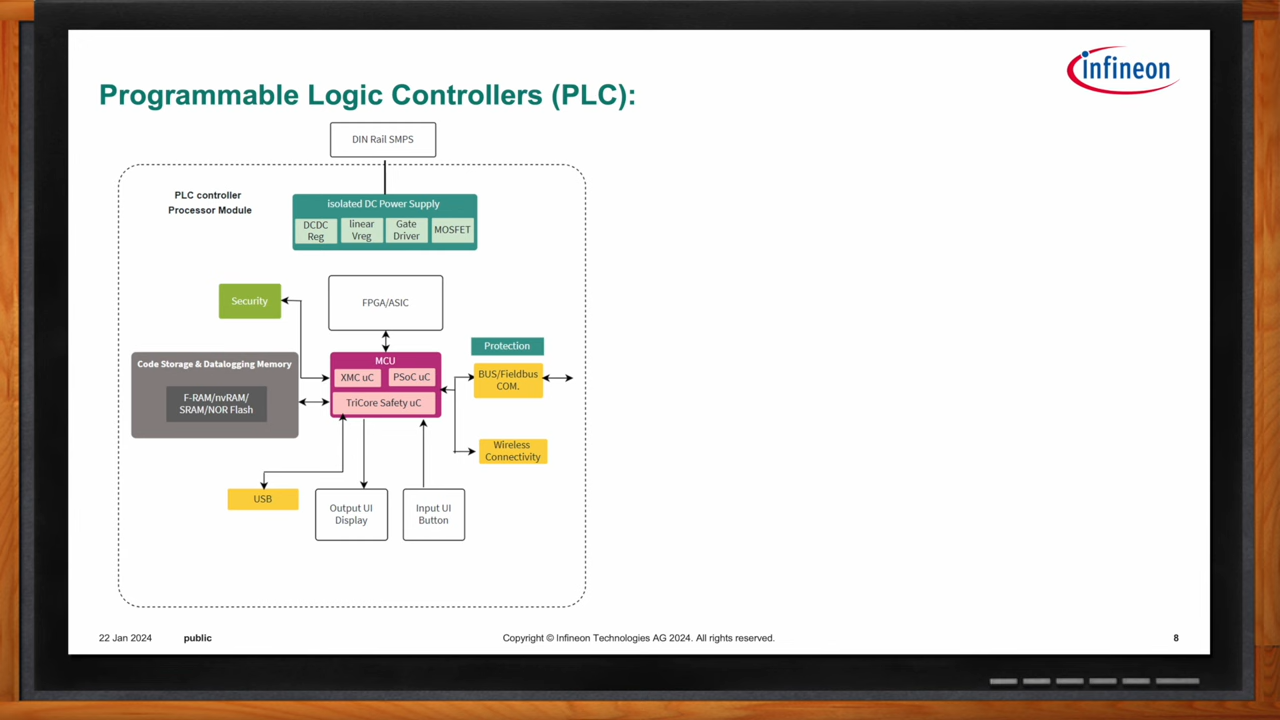 infineon
Programmable Logic Controllers (PLC):
DIN Rail SMPS
PLC controller
Processor Module
isolated DC Power Supply
DCDC
Reg
linear
Vreg
Gate
Driver
MOSFET
Security
FPGA/ASIC
Protection
Code Storage & Datalogging Memory
F-RAM/nvRAM/
SRAM/NOR Flash
MCU
XMC uC
PSoC uC
TriCore Safety uC
BUS/Fieldbus
COM.
Wireless
Connectivity
USB
Output UI
Display
Input UI
Button
22 Jan 2024
public
Copyright © Infineon Technologies AG 2024. All rights reserved.
8